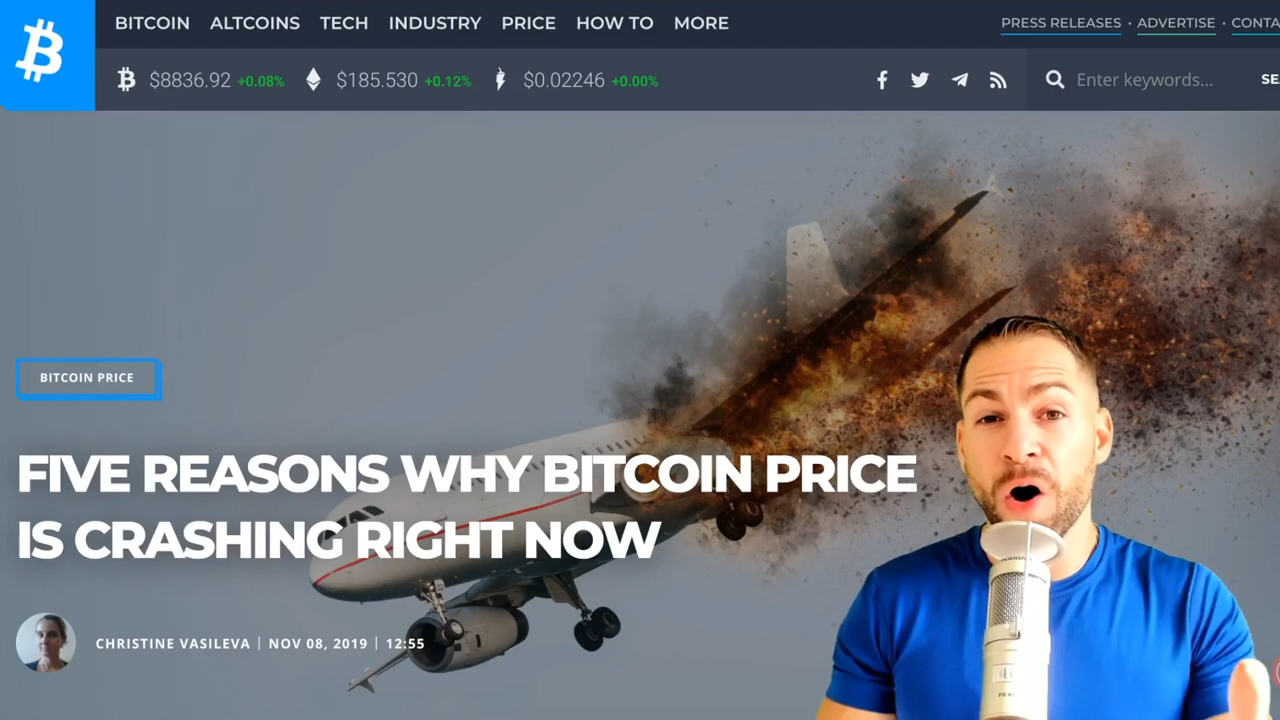 BITCOIN ALTCOINS TECH INDUSTRY PRICE HOW TO MORE
PRESS RELEASES · ADVERTISE ·
$8836.92 +0.08% $185.530 +0.12% $0.02246 +0.00%
Enter keywords...
BITCOIN PRICE
FIVE REASONS WHY BITCOIN PRICE
IS CRASHING RIGHT NOW
CHRISTINE VASILEVA | NOV 08, 2019 | 12:55